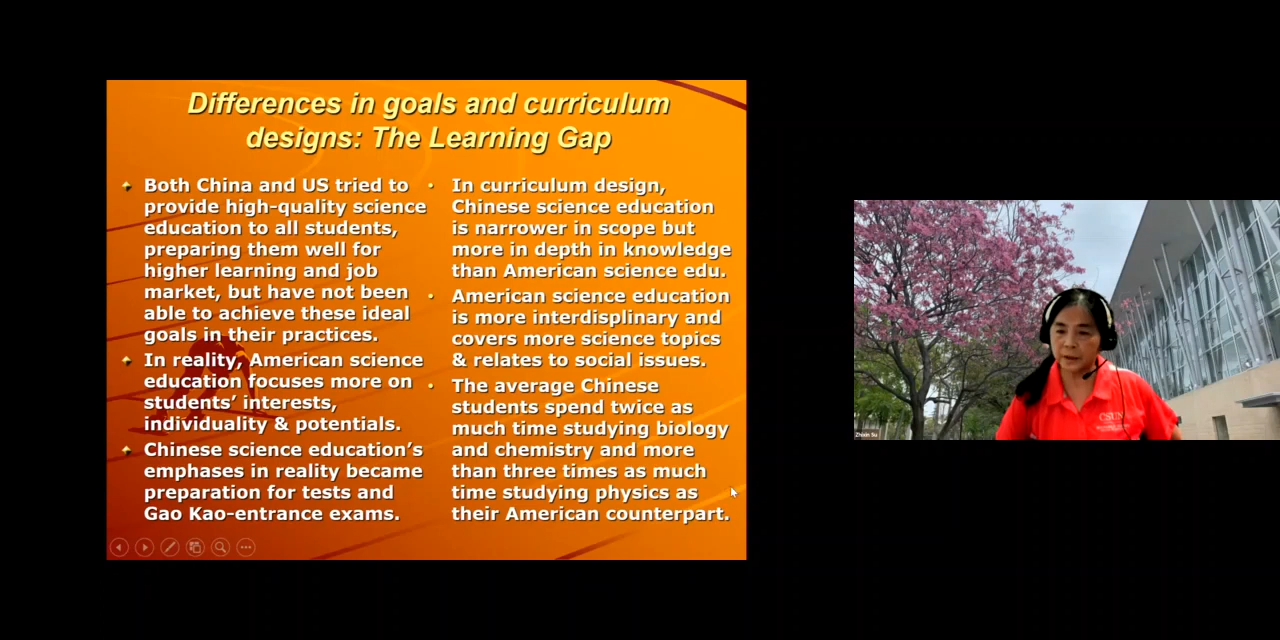 Differences in goals and curriculum
designs: The Learning Gap
Both China and US tried to
provide high-quality science
education to all students,
preparing them well for
higher learning and job
market, but have not been
able to achieve these ideal
goals in their practices.
In reality, American science
education focuses more on
students’ interests,
individuality & potentials.
Chinese science education’s
emphases in reality became
preparation for tests and
Gao Kao-entrance exams.
In curriculum design,
Chinese science education
is narrower in scope but
more in depth in knowledge
than American science edu.
American science education
is more interdisplinary and
covers more science topics
& relates to social issues.
The average Chinese
students spend twice as
much time studying biology
and chemistry and more
than three times as much
time studying physics as
their American counterpart.
CSUN
Zhixin Su